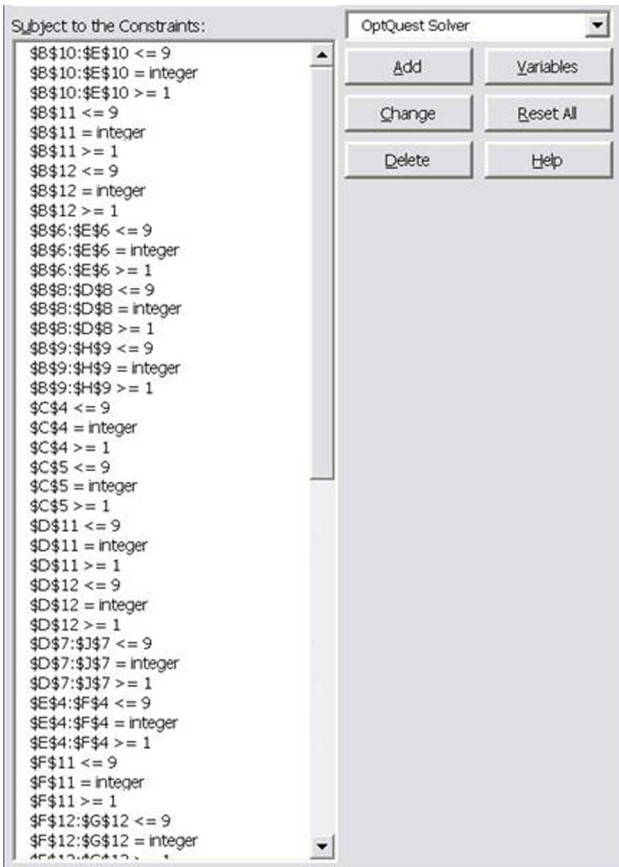 Subject to the Constraints:
$B$10:$E$10 <= 9
$B$10:$E$10 = integer
$B$10:$E$10 >= 1
$B$11 <= 9
$B$11 = integer
$B$11 >= 1
$B$12 <= 9
$B$12 = integer
$B$12 >= 1
$B$6:$E$6 <= 9
$B$6:$E$6 = integer
$B$6:$E$6 >= 1
$B$8:$D$8 <= 9
$B$8:$D$8 = integer
$B$8:$D$8 >= 1
$B$9:$H$9 <= 9
$B$9:$H$9 = integer
$B$9:$H$9 >= 1
$C$4 <= 9
$C$4 = integer
$C$4 >= 1
$C$5 <= 9
$C$5 = integer
$C$5 >= 1
$D$11 <= 9
$D$11 = integer
$D$11 >= 1
$D$12 <= 9
$D$12 = integer
$D$12 >= 1
$D$7:$J$7 <= 9
$D$7:$J$7 = integer
$D$7:$J$7 >= 1
$E$4:$F$4 <= 9
$E$4:$F$4 = integer
$E$4:$F$4 >= 1
$F$11 <= 9
$F$11 = integer
$F$11 >= 1
$F$12:$G$12 <= 9
$F$12:$G$12 = integer
OptQuest Solver
Add
Variables
Change
Reset All
Delete
Help